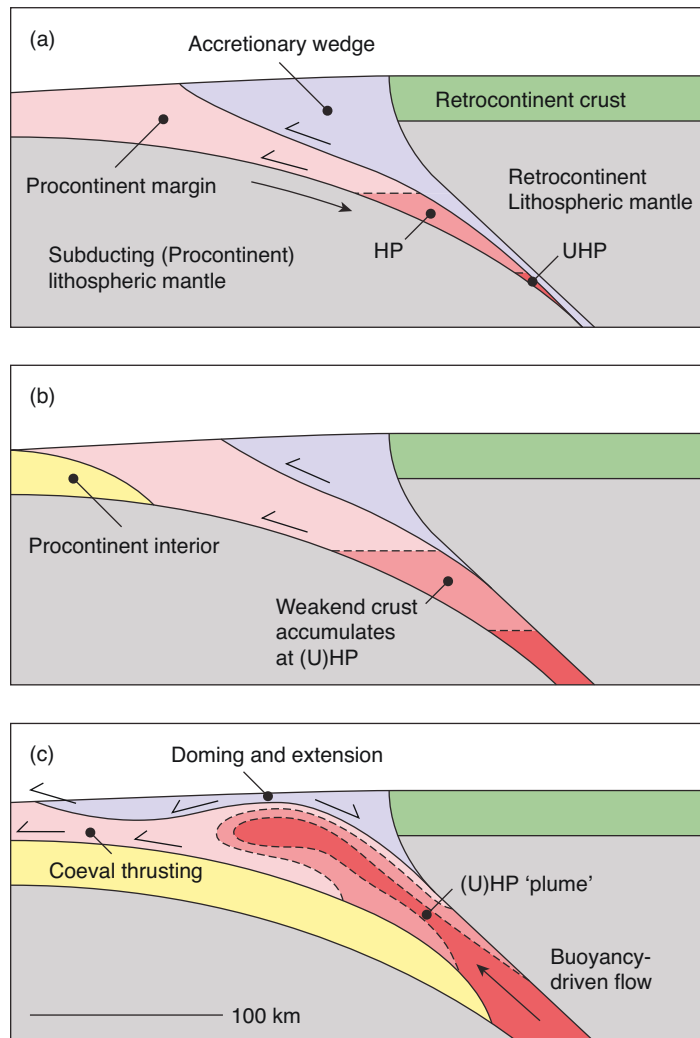 (a)
Accretionary wedge
Retrocontinent crust
Procontinent margin
Retrocontinent
Lithospheric mantle
HP
UHP
Subducting (Procontinent)
lithospheric mantle
(b)
Procontinent interior
Weakend crust
accumulates
at (U)HP
(c)
Doming and extension
Coeval thrusting
(U)HP ‘plume’
Buoyancy-
driven flow
100 km